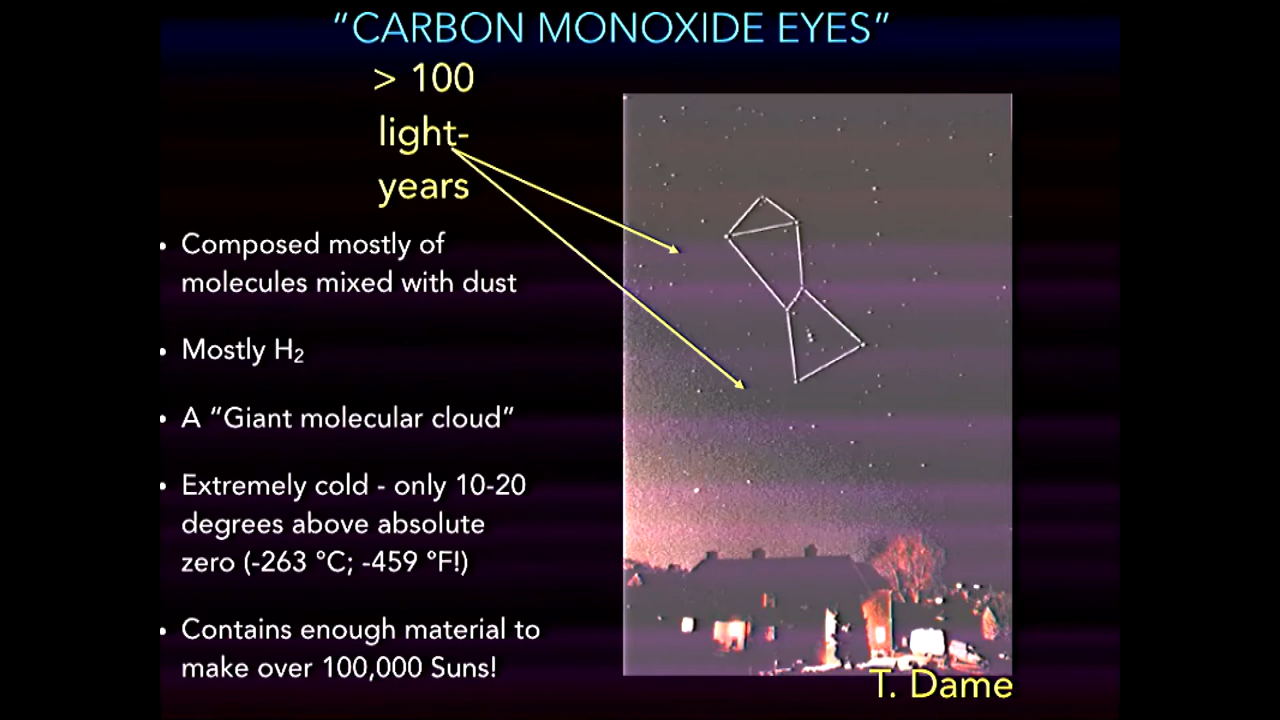 “CARBON MONOXIDE EYES”
> 100
light-
years
• Composed mostly of
molecules mixed with dust
• Mostly H₂
• A “Giant molecular cloud”
• Extremely cold - only 10-20
degrees above absolute
zero (-263 °C; -459 °F!)
• Contains enough material to
make over 100,000 Suns!
T. Dame